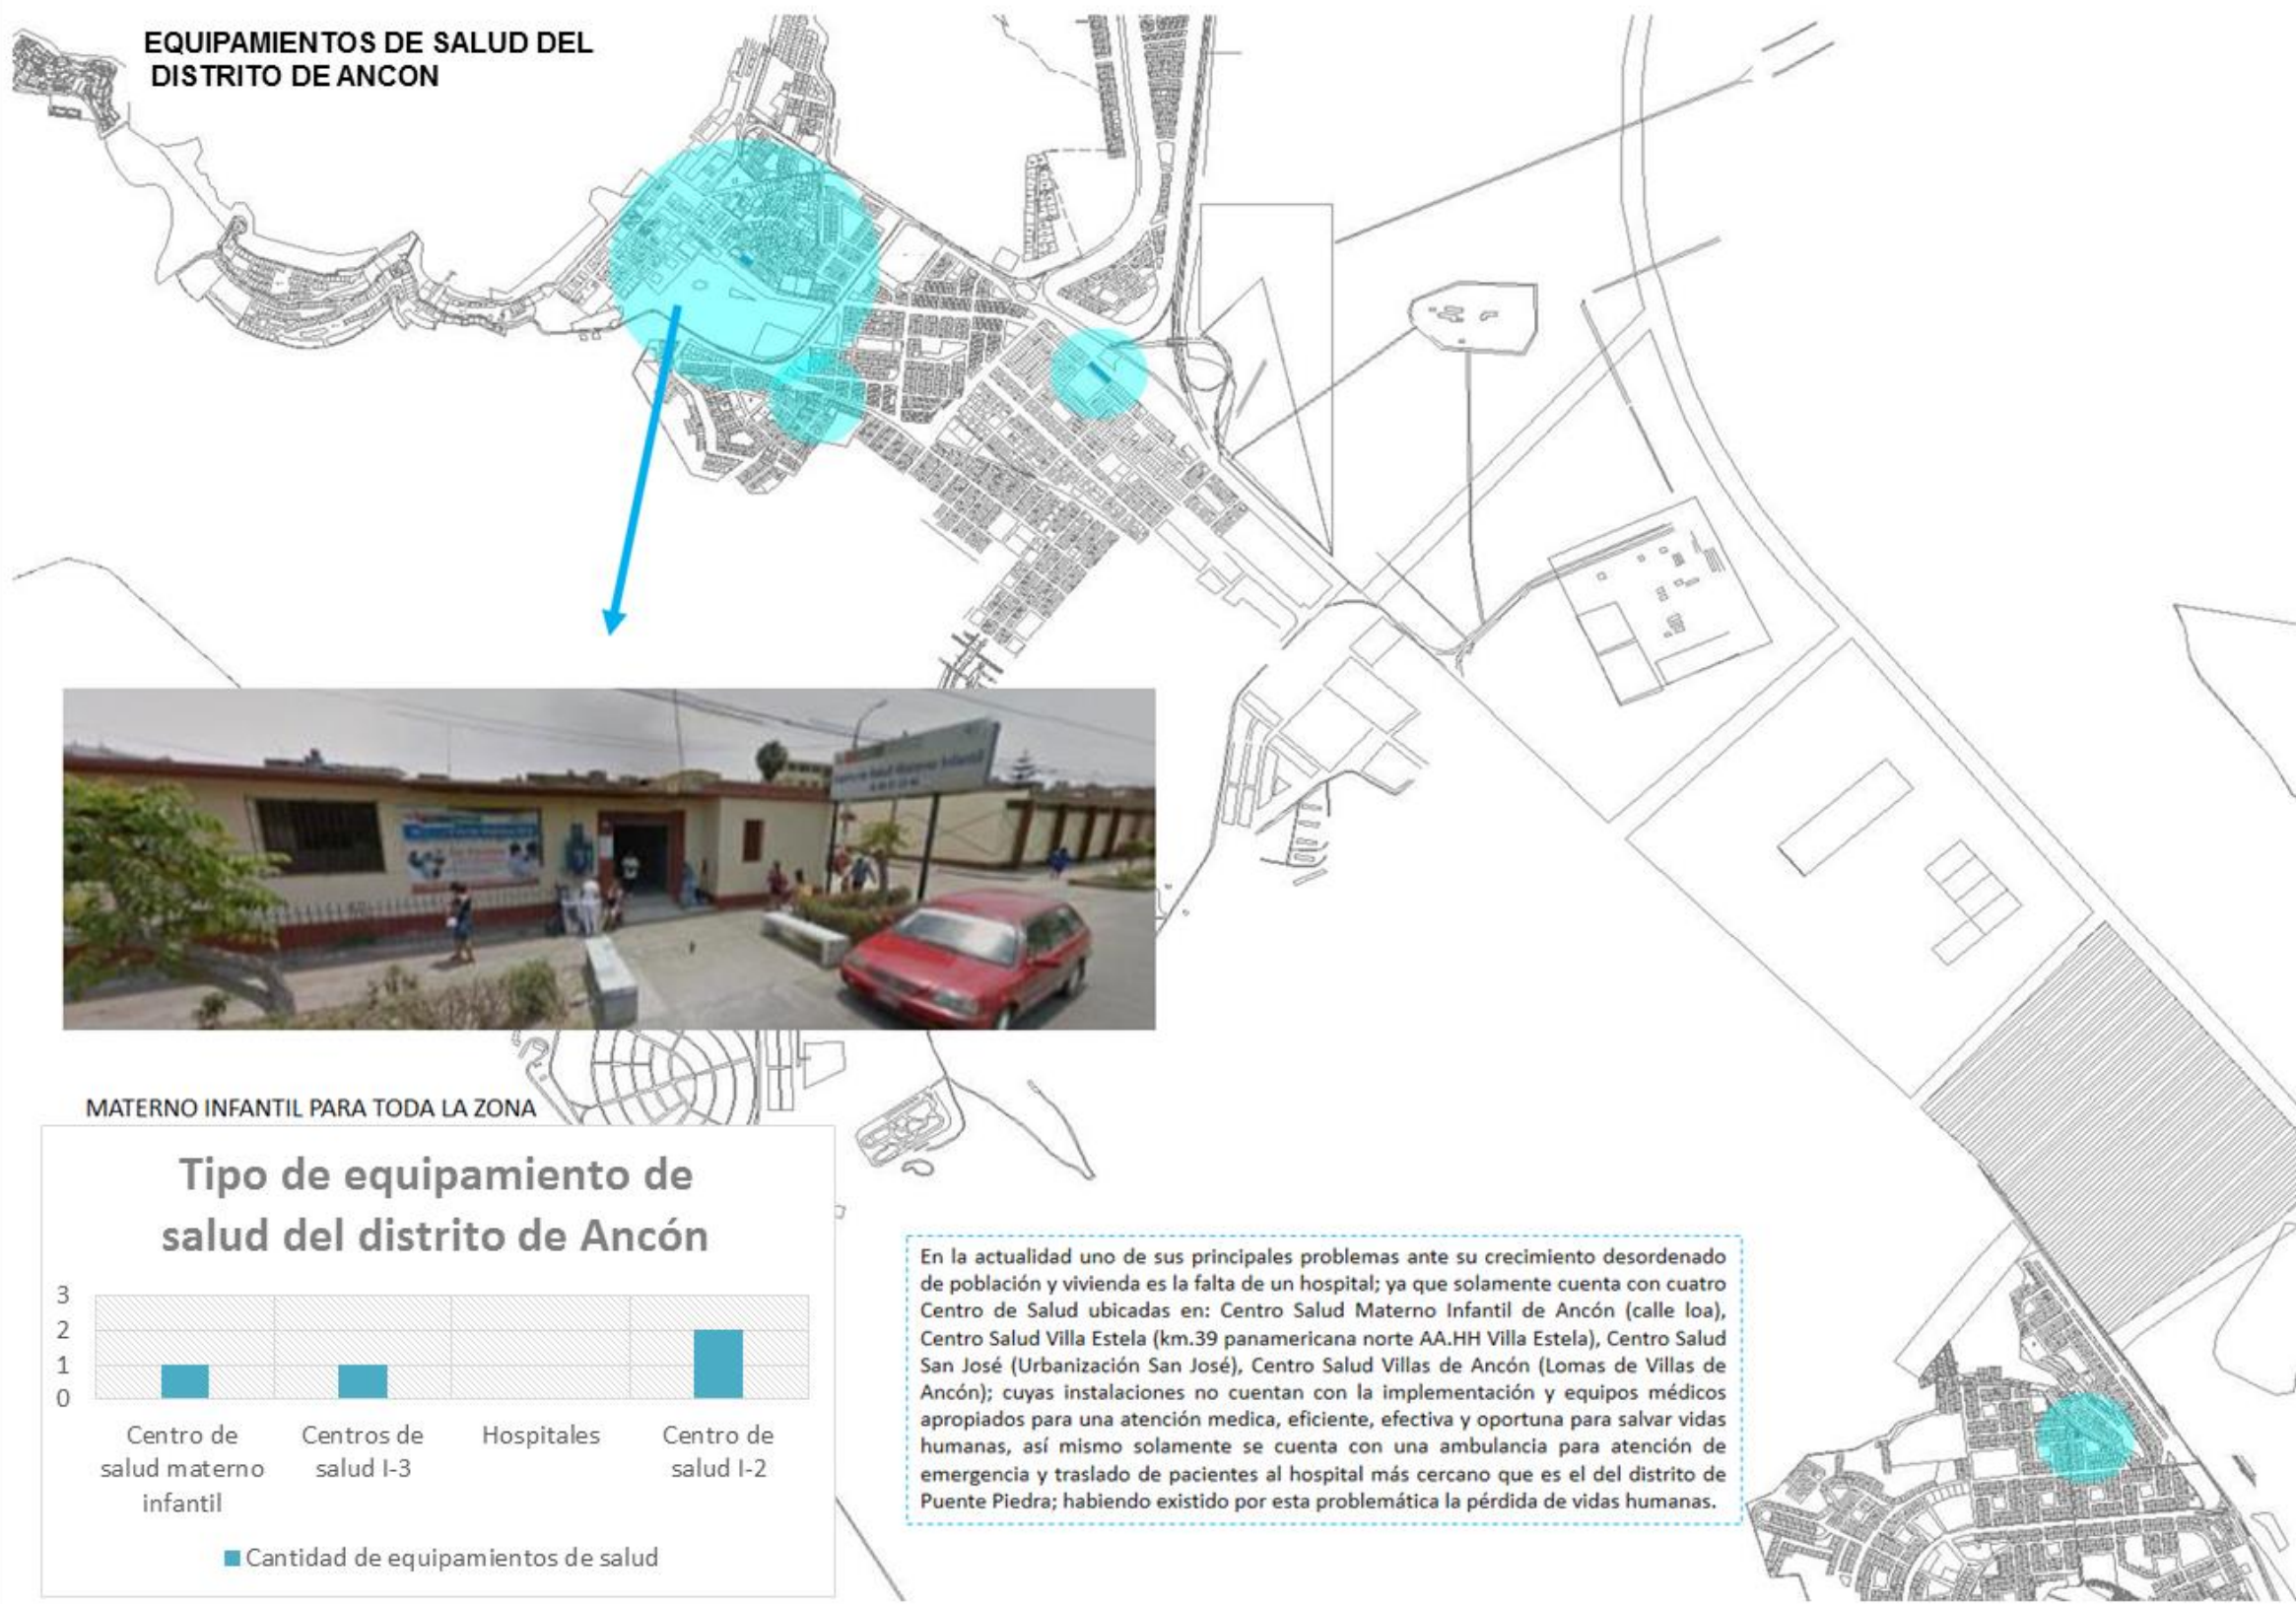 EQUIPAMIENTOS DE SALUD DEL
DISTRITO DE ANCON
MATERNO INFANTIL PARA TODA LA ZONA
Tipo de equipamiento de
salud del distrito de Ancón
3
2
1
0
Centro de
salud materno
infantil
Centros de
salud I-3
Hospitales
Centro de
salud I-2
Cantidad de equipamientos de salud
En la actualidad uno de sus principales problemas ante su crecimiento desordenado
de población y vivienda es la falta de un hospital; ya que solamente cuenta con cuatro
Centro de Salud ubicadas en: Centro Salud Materno Infantil de Ancón (calle loa),
Centro Salud Villa Estela (km.39 panamericana norte AA.HH Villa Estela), Centro Salud
San José (Urbanización San José), Centro Salud Villas de Ancón (Lomas de Villas de
Ancón); cuyas instalaciones no cuentan con la implementación y equipos médicos
apropiados para una atención medica, eficiente, efectiva y oportuna para salvar vidas
humanas, así mismo solamente se cuenta con una ambulancia para atención de
emergencia y traslado de pacientes al hospital más cercano que es el del distrito de
Puente Piedra; habiendo existido por esta problemática la pérdida de vidas humanas.